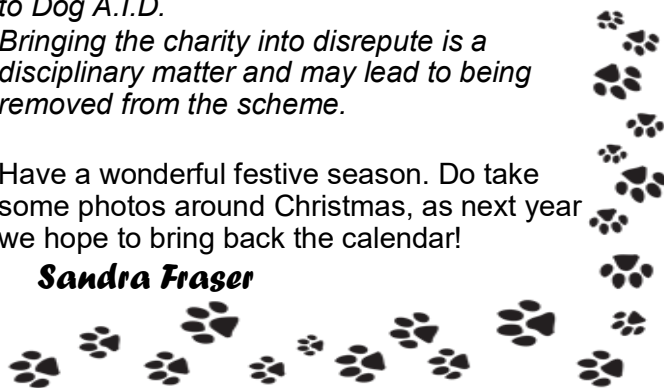 to Dog A.I.D.
Bringing the charity into disrepute is a
disciplinary matter and may lead to being
removed from the scheme.
Have a wonderful festive season. Do take
some photos around Christmas, as next year
we hope to bring back the calendar!
Sandra Fraser